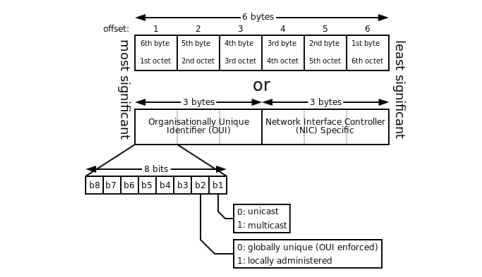 6 bytes
offset: 1 2 3 4 5 6
6th byte 5th byte 4th byte 3rd byte 2nd byte 1st byte
1st octet 2nd octet 3rd octet 4th octet 5th octet 6th octet
most significant
least significant
or
3 bytes 3 bytes
Organisationally Unique
Identifier (OUI)
Network Interface Controller
(NIC) Specific
8 bits
b8 b7 b6 b5 b4 b3 b2 b1
0: unicast
1: multicast
0: globally unique (OUI enforced)
1: locally administered